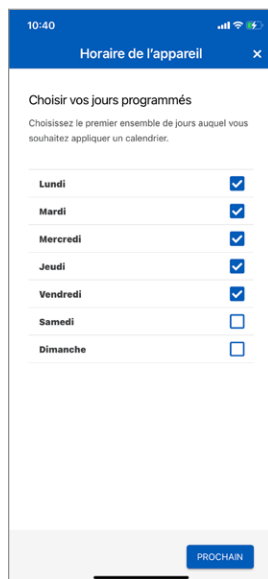 10:40
Horaire de l'appareil
Choisir vos jours programmés
Choisissez le premier ensemble de jours auquel vous
souhaitez appliquer un calendrier.
Lundi
Mardi
Mercredi
Jeudi
Vendredi
Samedi
Dimanche
PROCHAIN